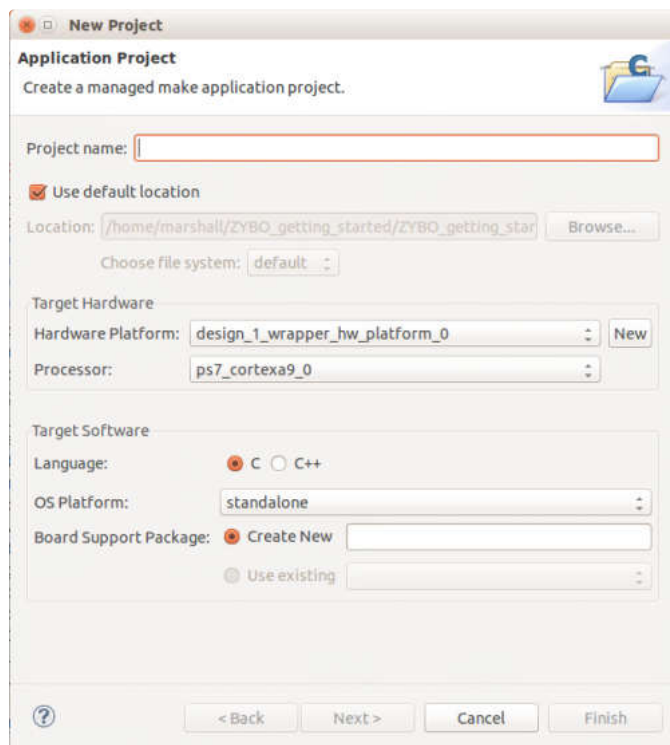 New Project
Application Project
Create a managed make application project.
Project name:
Use default location
Location: /home/marshall/ZYBO_getting_started/ZYBO_getting_star Browse...
Choose file system: default
Target Hardware
Hardware Platform: design_1_wrapper_hw_platform_0 New
Processor: ps7_cortexa9_0
Target Software
Language: C C++
OS Platform: standalone
Board Support Package: Create New
Use existing
? < Back Next > Cancel Finish